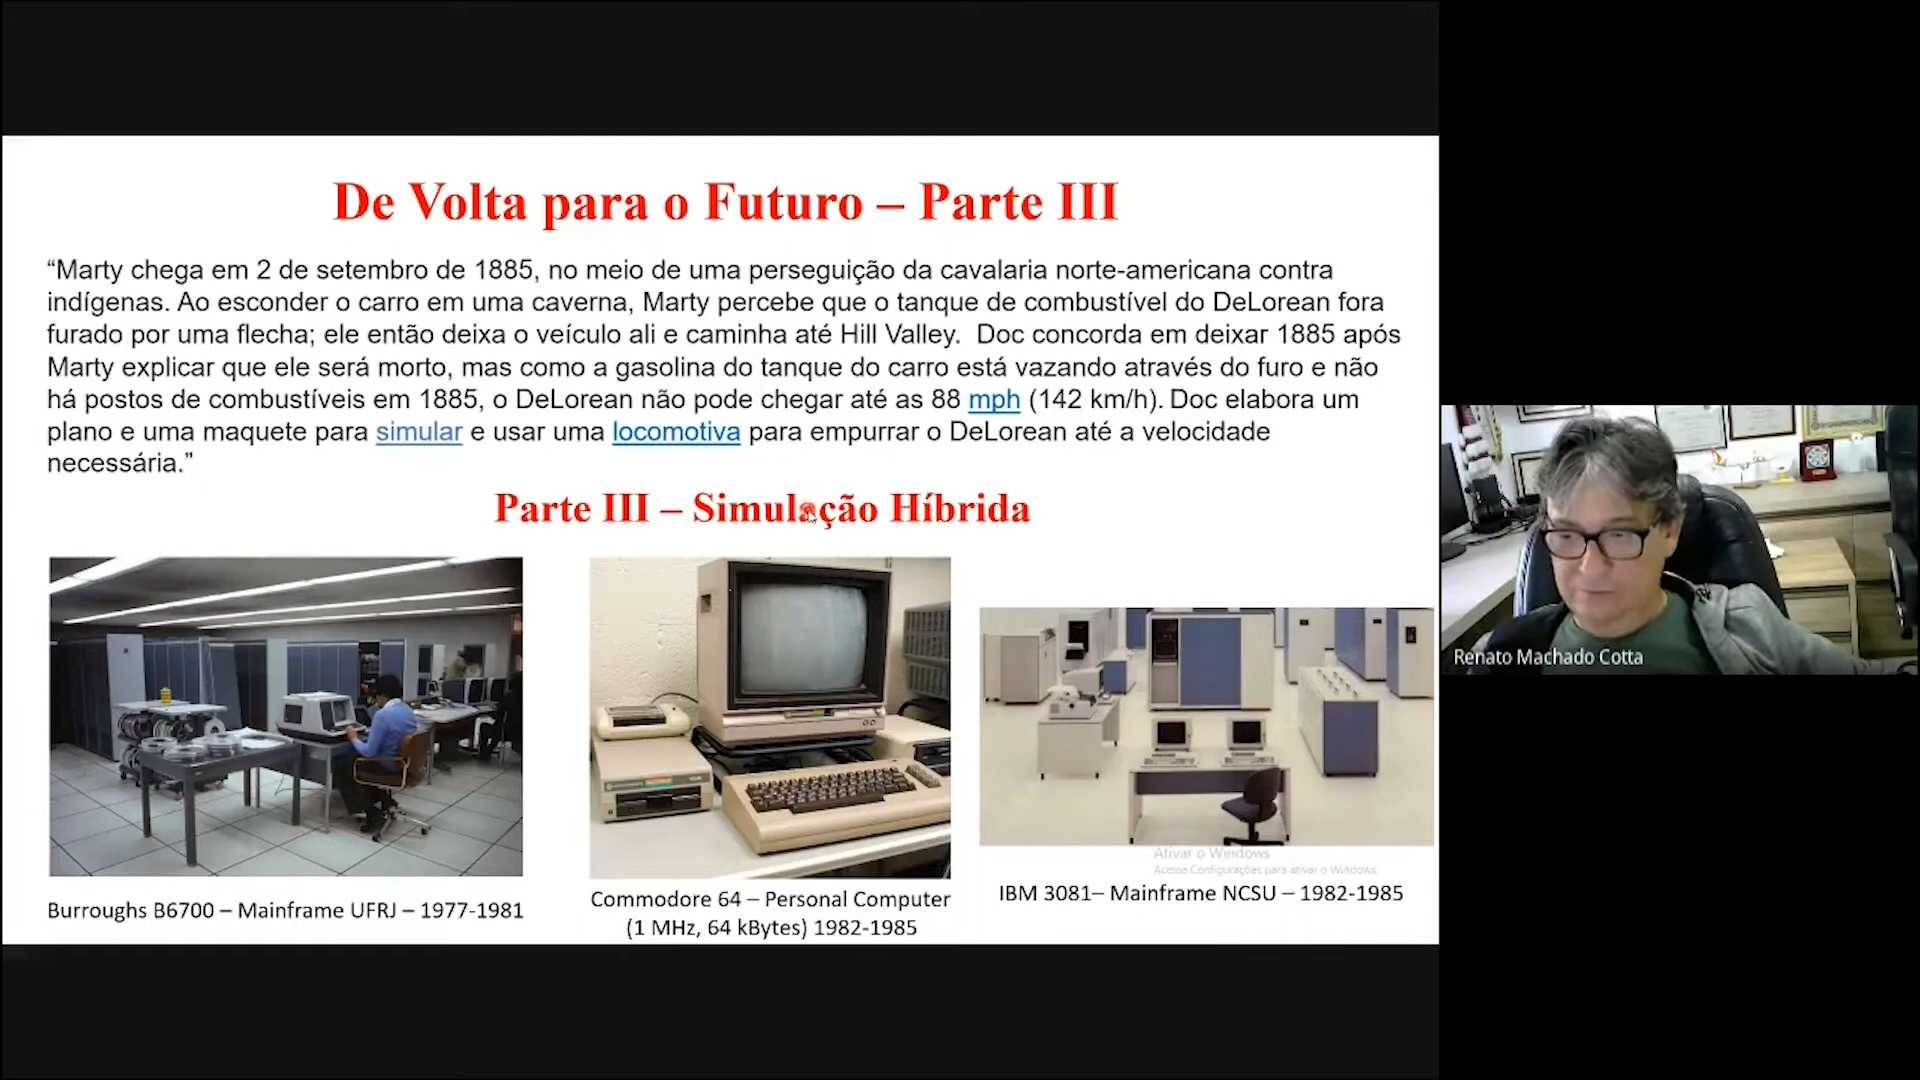 De Volta para o Futuro – Parte III
“Marty chega em 2 de setembro de 1885, no meio de uma perseguição da cavalaria norte-americana contra
indígenas. Ao esconder o carro em uma caverna, Marty percebe que o tanque de combustível do DeLorean fora
furado por uma flecha; ele então deixa o veículo ali e caminha até Hill Valley.  Doc concorda em deixar 1885 após
Marty explicar que ele será morto, mas como a gasolina do tanque do carro está vazando através do furo e não
há postos de combustíveis em 1885, o DeLorean não pode chegar até as 88 mph (142 km/h). Doc elabora um
plano e uma maquete para simular e usar uma locomotiva para empurrar o DeLorean até a velocidade
necessária.”
Parte III – Simulação Híbrida
Burroughs B6700 – Mainframe UFRJ – 1977-1981
Commodore 64 – Personal Computer
(1 MHz, 64 kBytes) 1982-1985
Ativar o Windows
Acesse Configurações para ativar o Windows.
IBM 3081– Mainframe NCSU – 1982-1985
Renato Machado Cotta